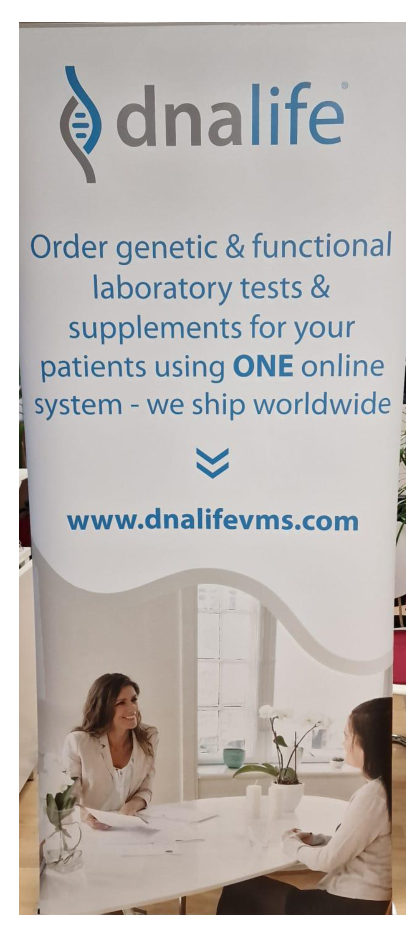 dnalife®
Order genetic & functional
laboratory tests &
supplements for your
patients using ONE online
system - we ship worldwide
www.dnalifevms.com